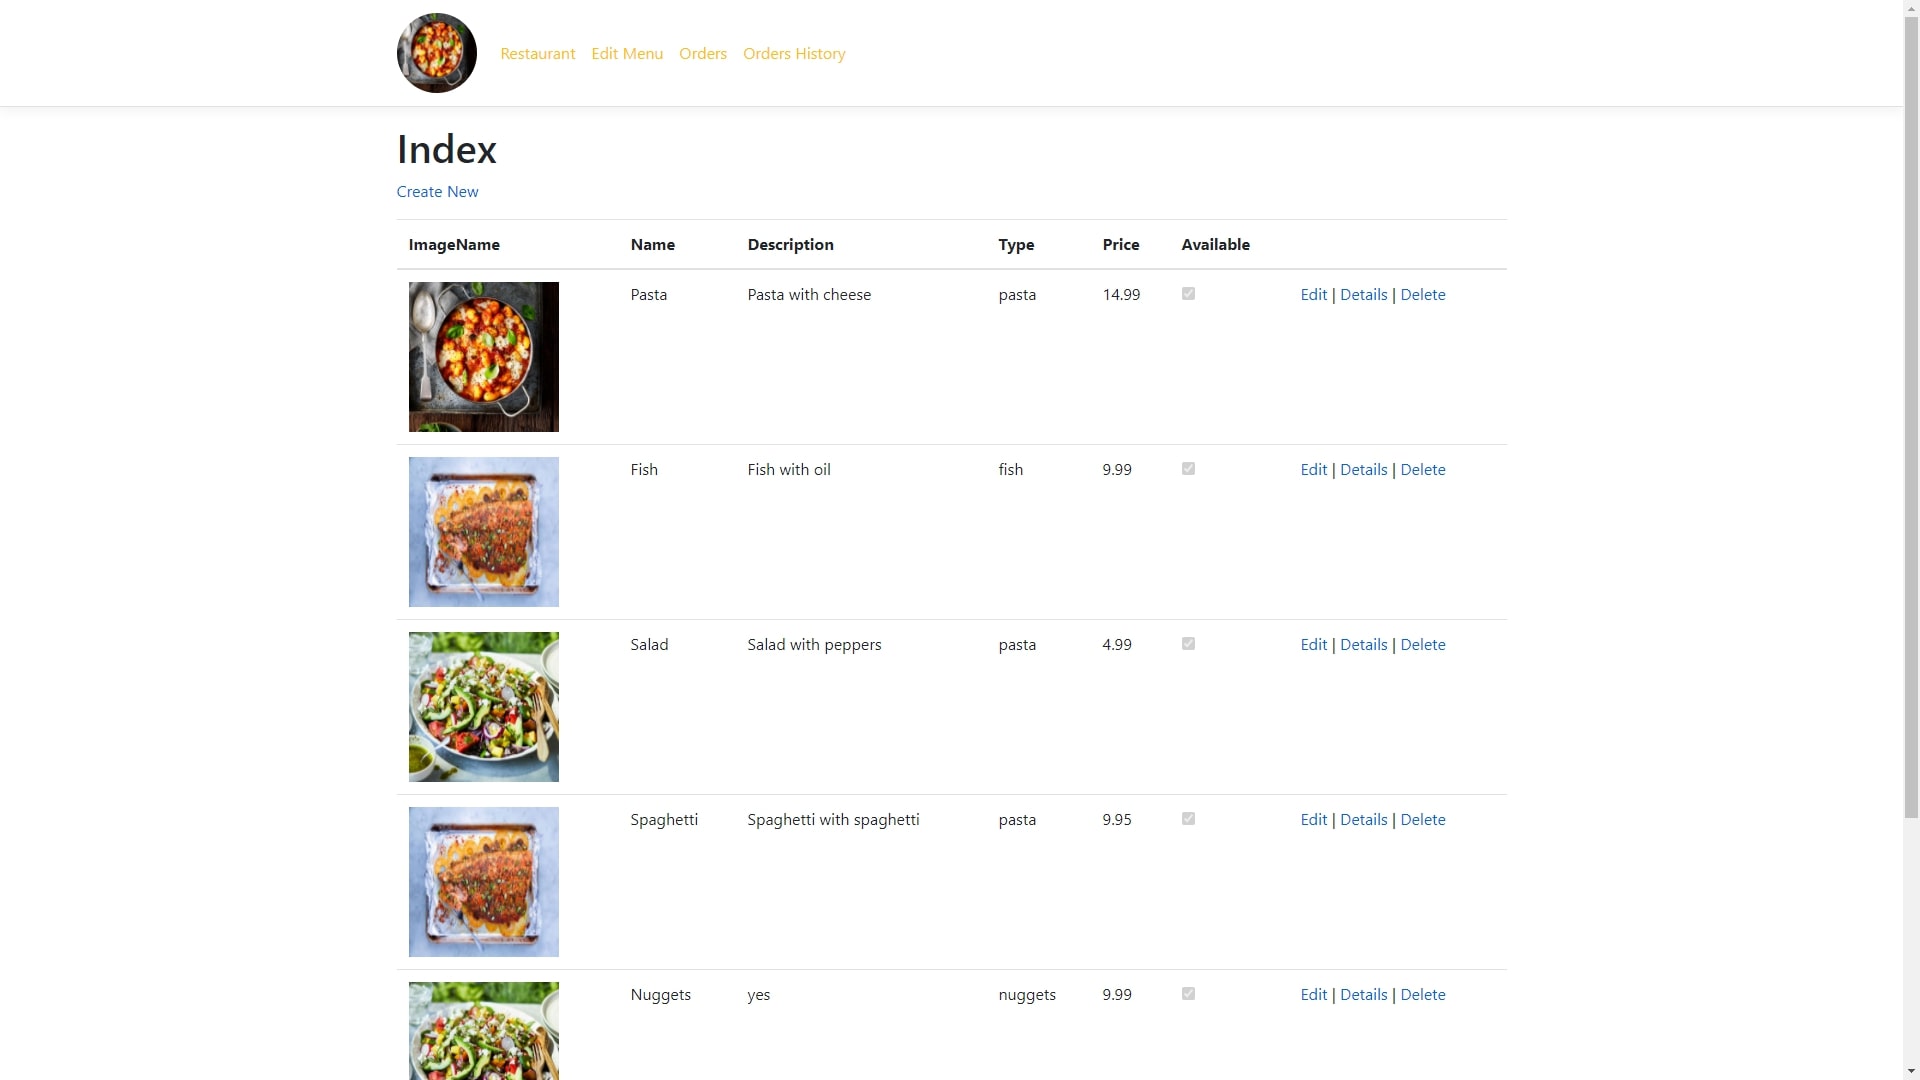 Restaurant Edit Menu Orders Orders History
Index
Create New
ImageName Name Description Type Price Available
Pasta Pasta with cheese pasta 14.99 Edit | Details | Delete
Fish Fish with oil fish 9.99 Edit | Details | Delete
Salad Salad with peppers pasta 4.99 Edit | Details | Delete
Spaghetti Spaghetti with spaghetti pasta 9.95 Edit | Details | Delete
Nuggets yes nuggets 9.99 Edit | Details | Delete